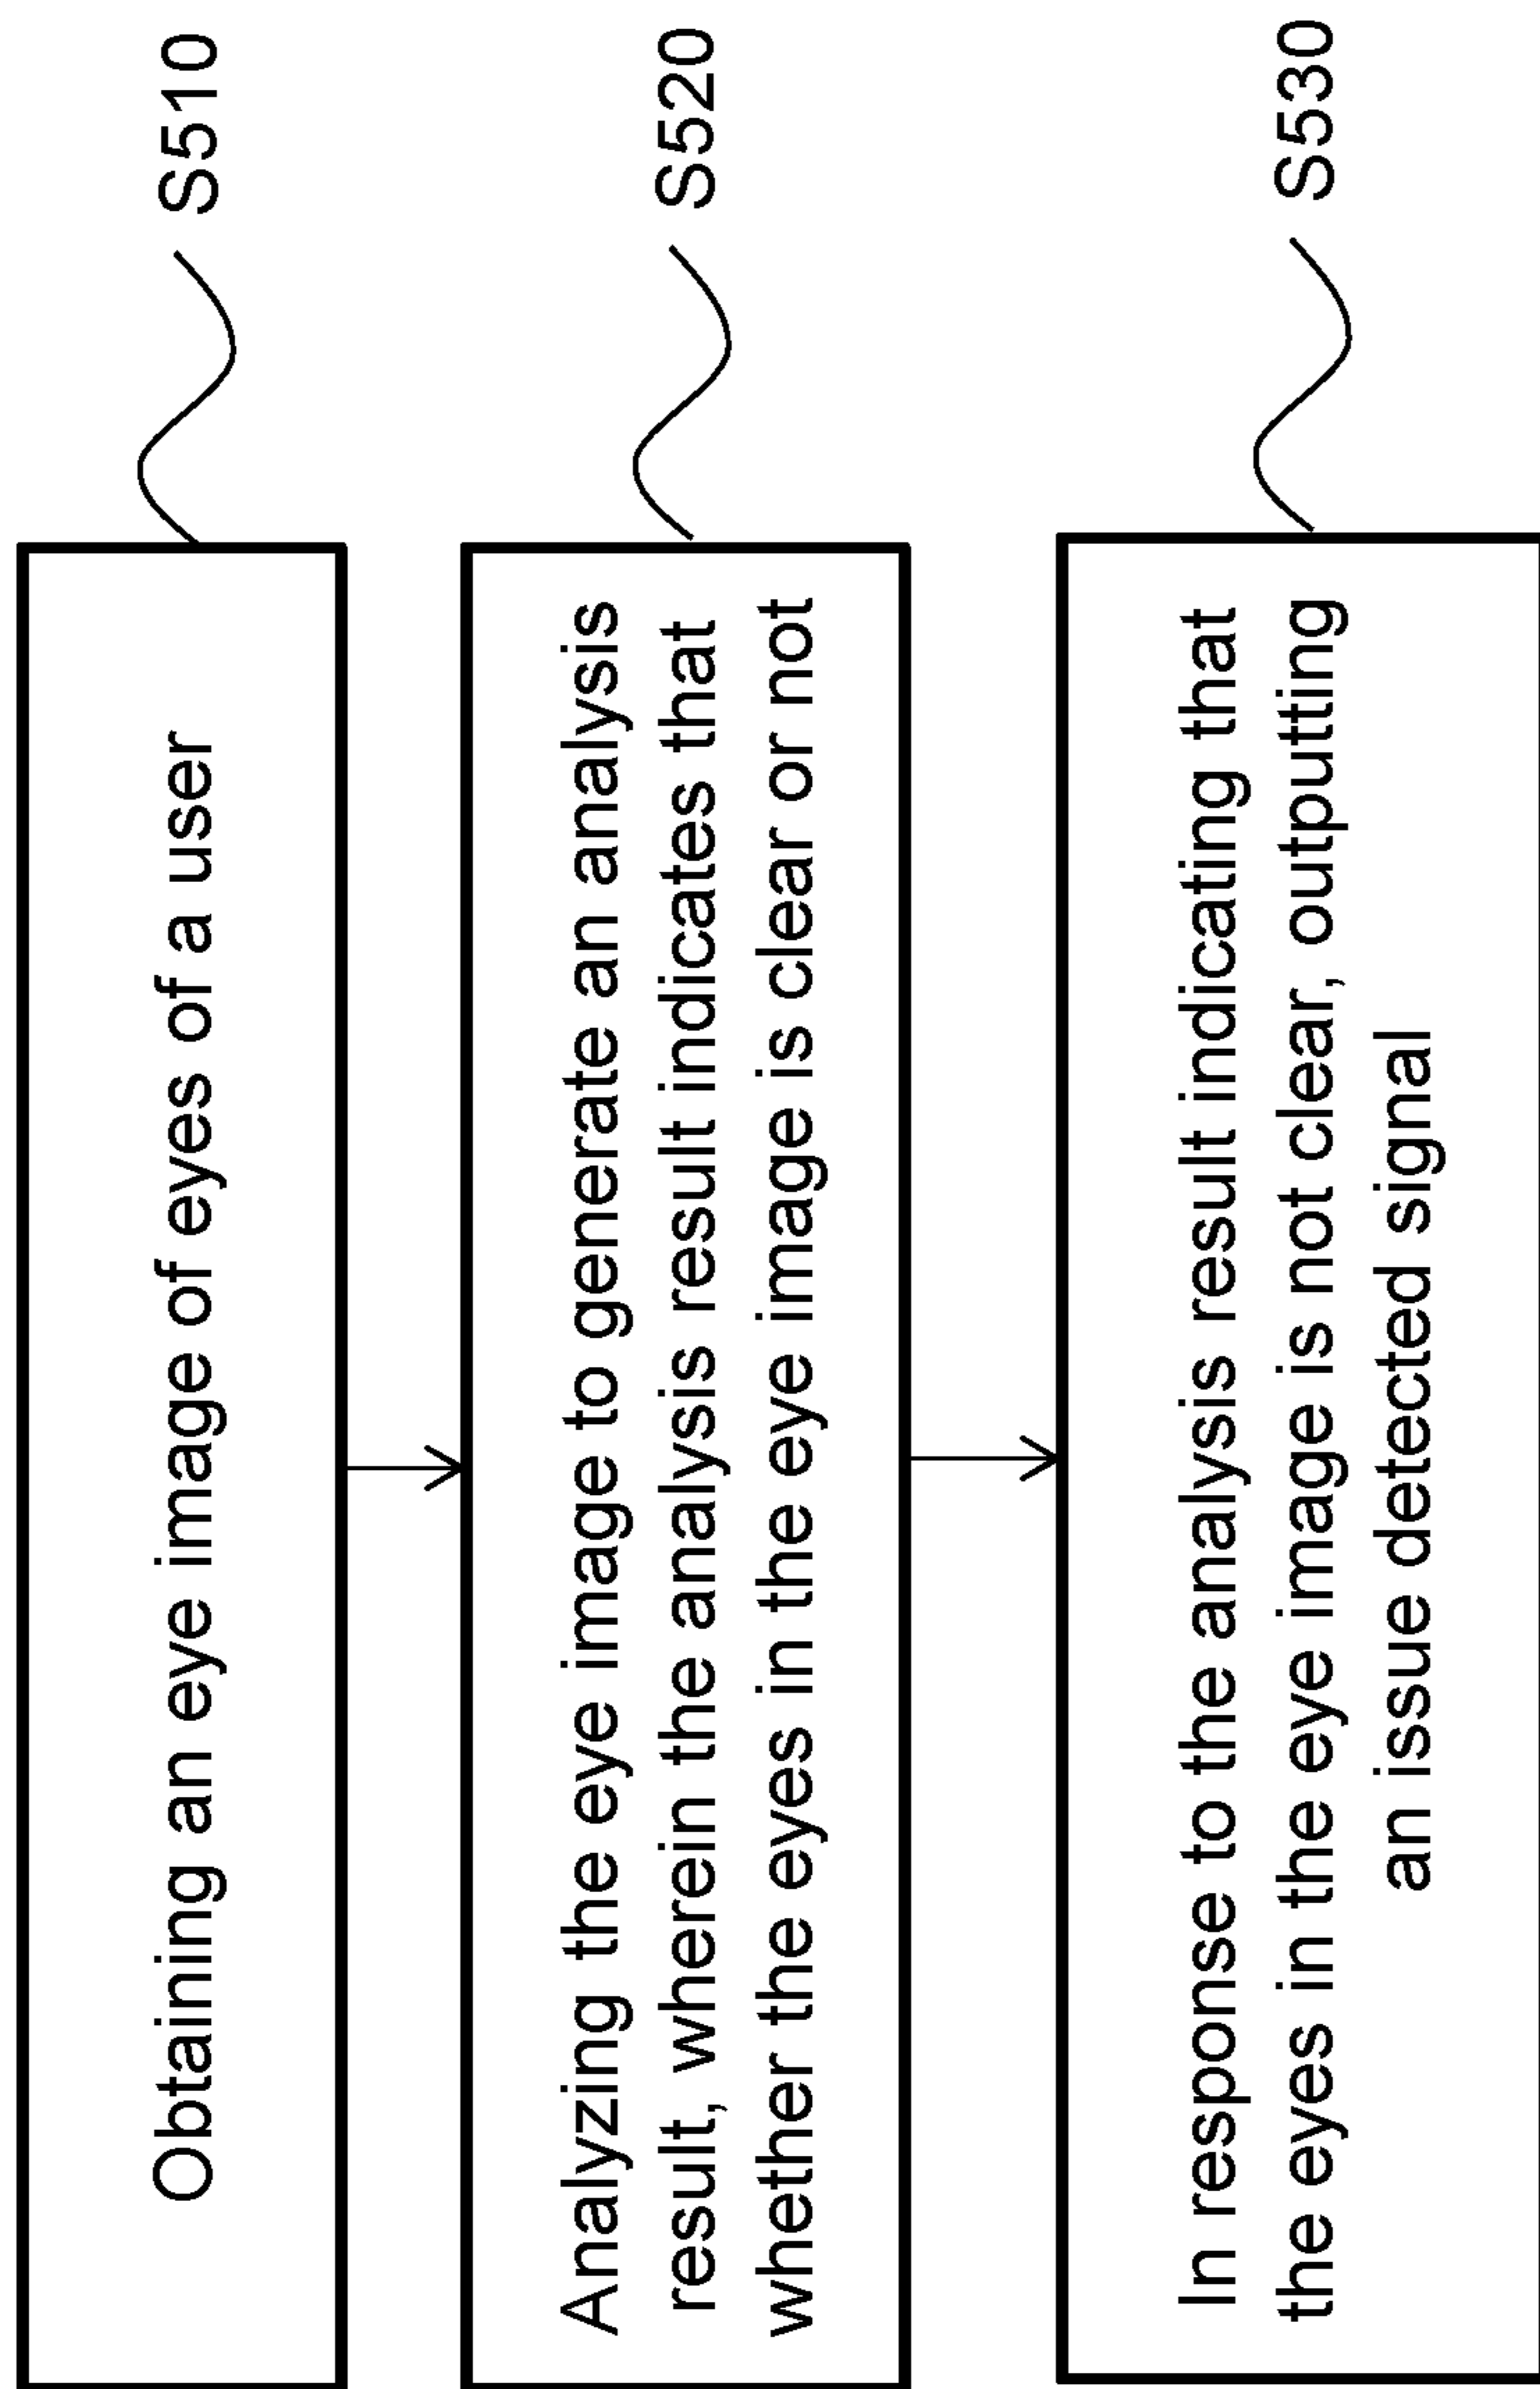 Obtaining an eye image of eyes of a user
S510
Analyzing the eye image to generate an analysis
result, wherein the analysis result indicates that
whether the eyes in the eye image is clear or not
S520
In response to the analysis result indicating that
the eyes in the eye image is not clear, outputting
an issue detected signal
S530